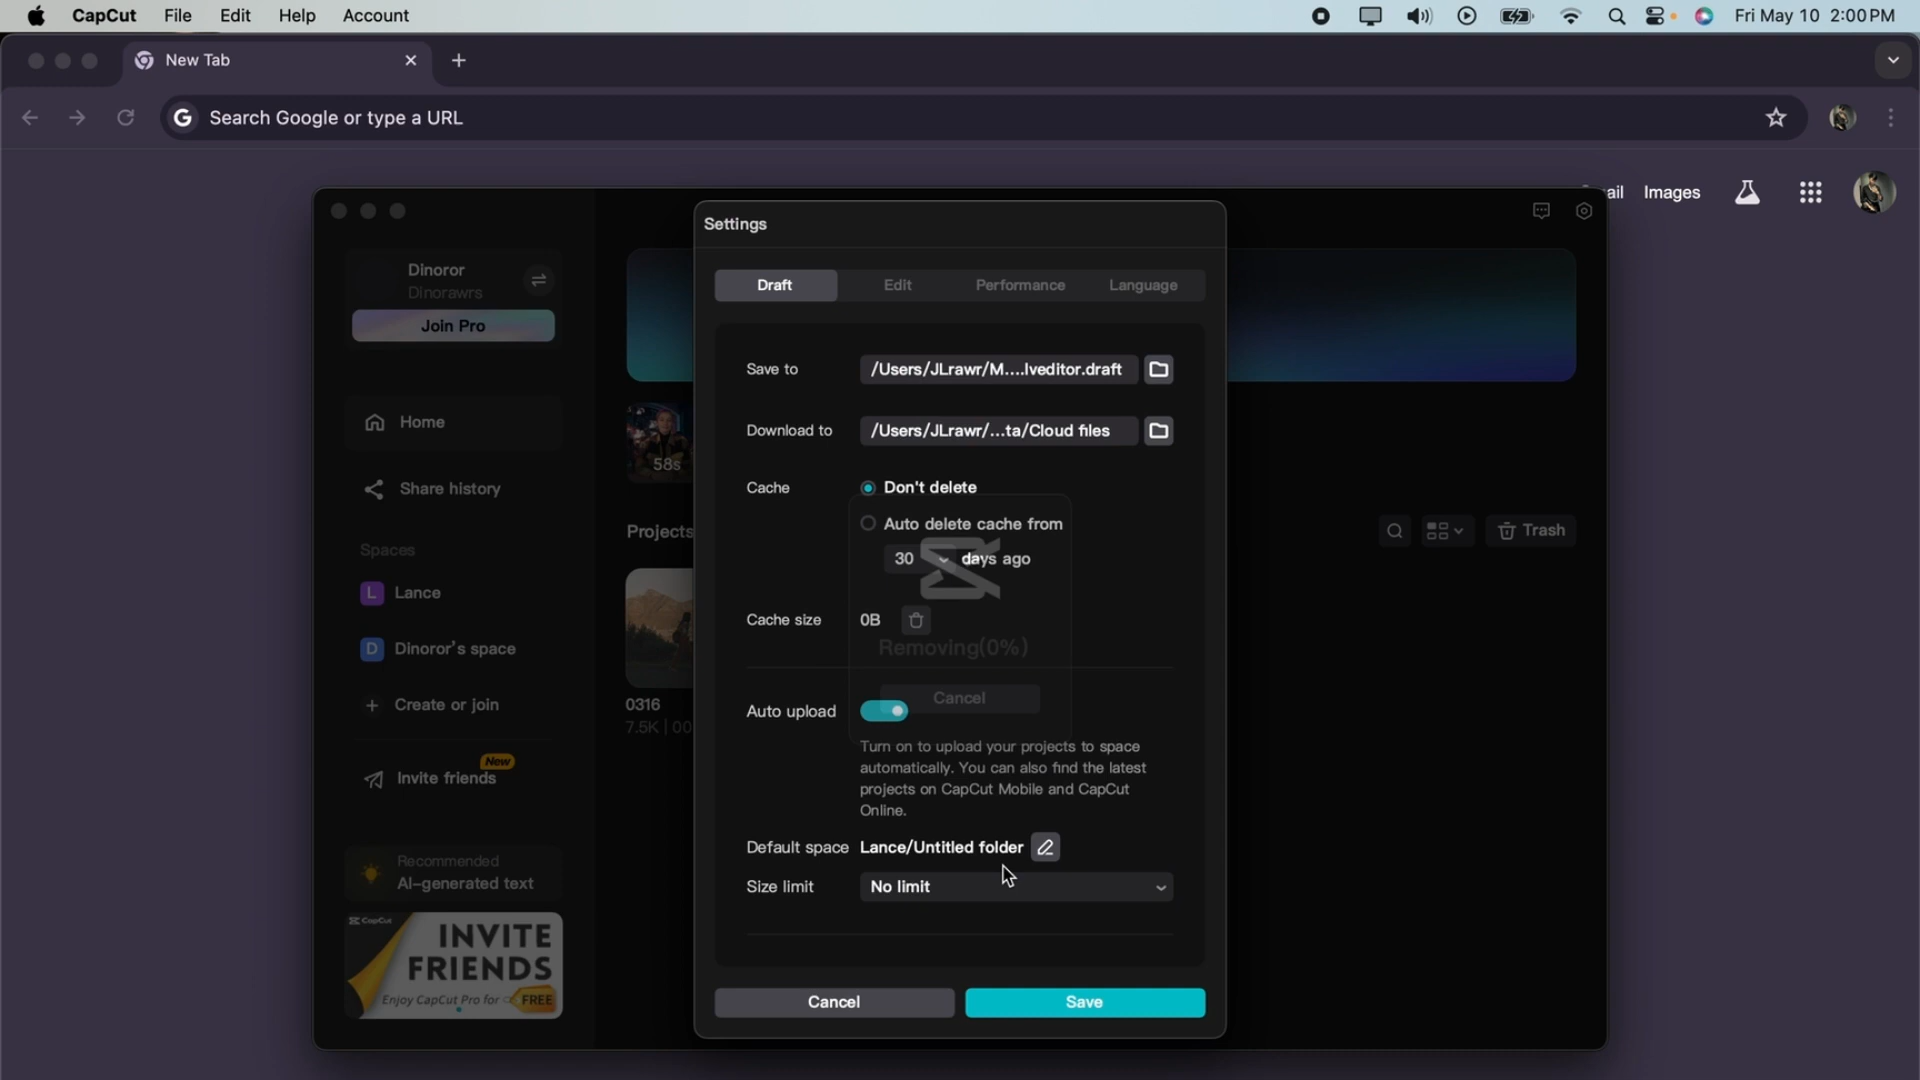 CapCut File Edit Help Account Fri May 10 2:00PM
New Tab
Search Google or type a URL
ail Images
Settings
Dinoror
Dinorawrs
Join Pro
Draft Edit Performance Language
Save to /Users/JLrawr/M....lveditor.draft
Home
Download to /Users/JLrawr/...ta/Cloud files
58s
Share history
Cache Don't delete
Auto delete cache from
Projects
Trash
Spaces
30 days ago
L Lance
Cache size 0B
D Dinoror's space
Removing(0%)
+ Create or join
0316
7.5K | 00
Cancel
Auto upload
Turn on to upload your projects to space
automatically. You can also find the latest
projects on CapCut Mobile and CapCut
Online.
New
Invite friends
Default space Lance/Untitled folder
Recommended
AI-generated text
Size limit No limit
CapCut
INVITE
FRIENDS
Enjoy CapCut Pro for FREE
Cancel Save